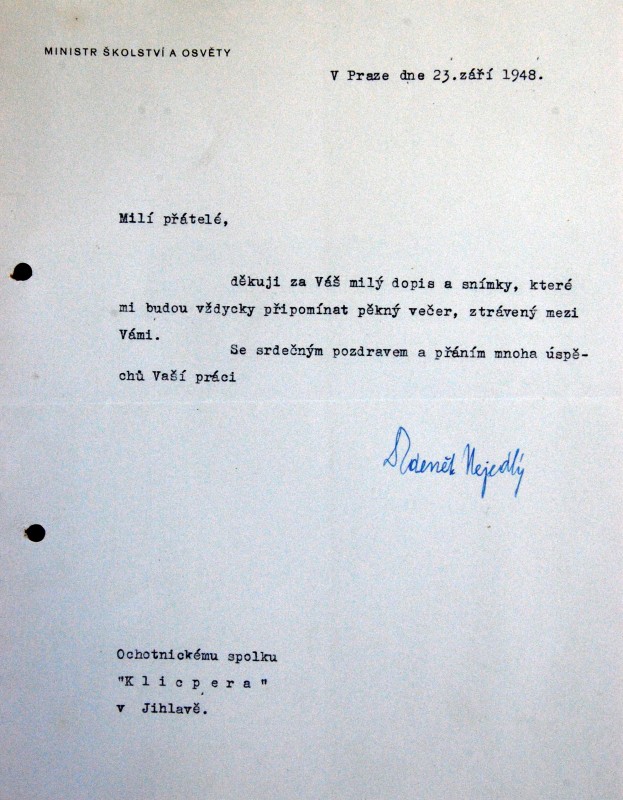 MINISTR ŠKOLSTVÍ A OSVĚTY
V Praze dne 23.září 1948.
Milí přátelé,
děkuji za Váš milý dopis a snímky, které
mi budou vždycky připomínat pěkný večer, ztrávený mezi
Vámi.
Se srdečným pozdravem a přáním mnoha úspě-
chů Vaší práci
Zdeněk Nejedlý
Ochotnickému spolku
"K l i c p e r a "
v Jihlavě.